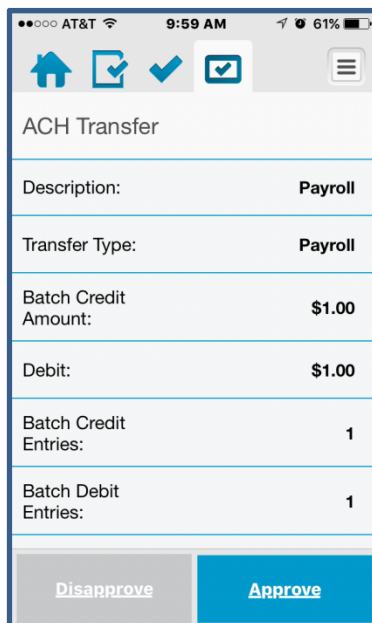 AT&T 9:59 AM 61%
ACH Transfer
Description: Payroll
Transfer Type: Payroll
Batch Credit
Amount: $1.00
Debit: $1.00
Batch Credit
Entries: 1
Batch Debit
Entries: 1
Disapprove Approve